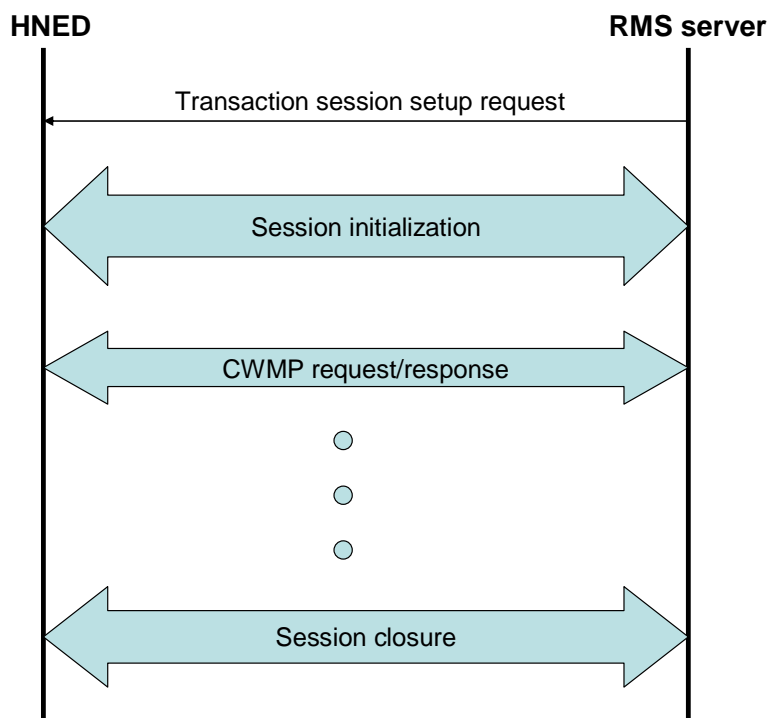 HNED
RMS server
Transaction session setup request
Session initialization
CWMP request/response
Session closure